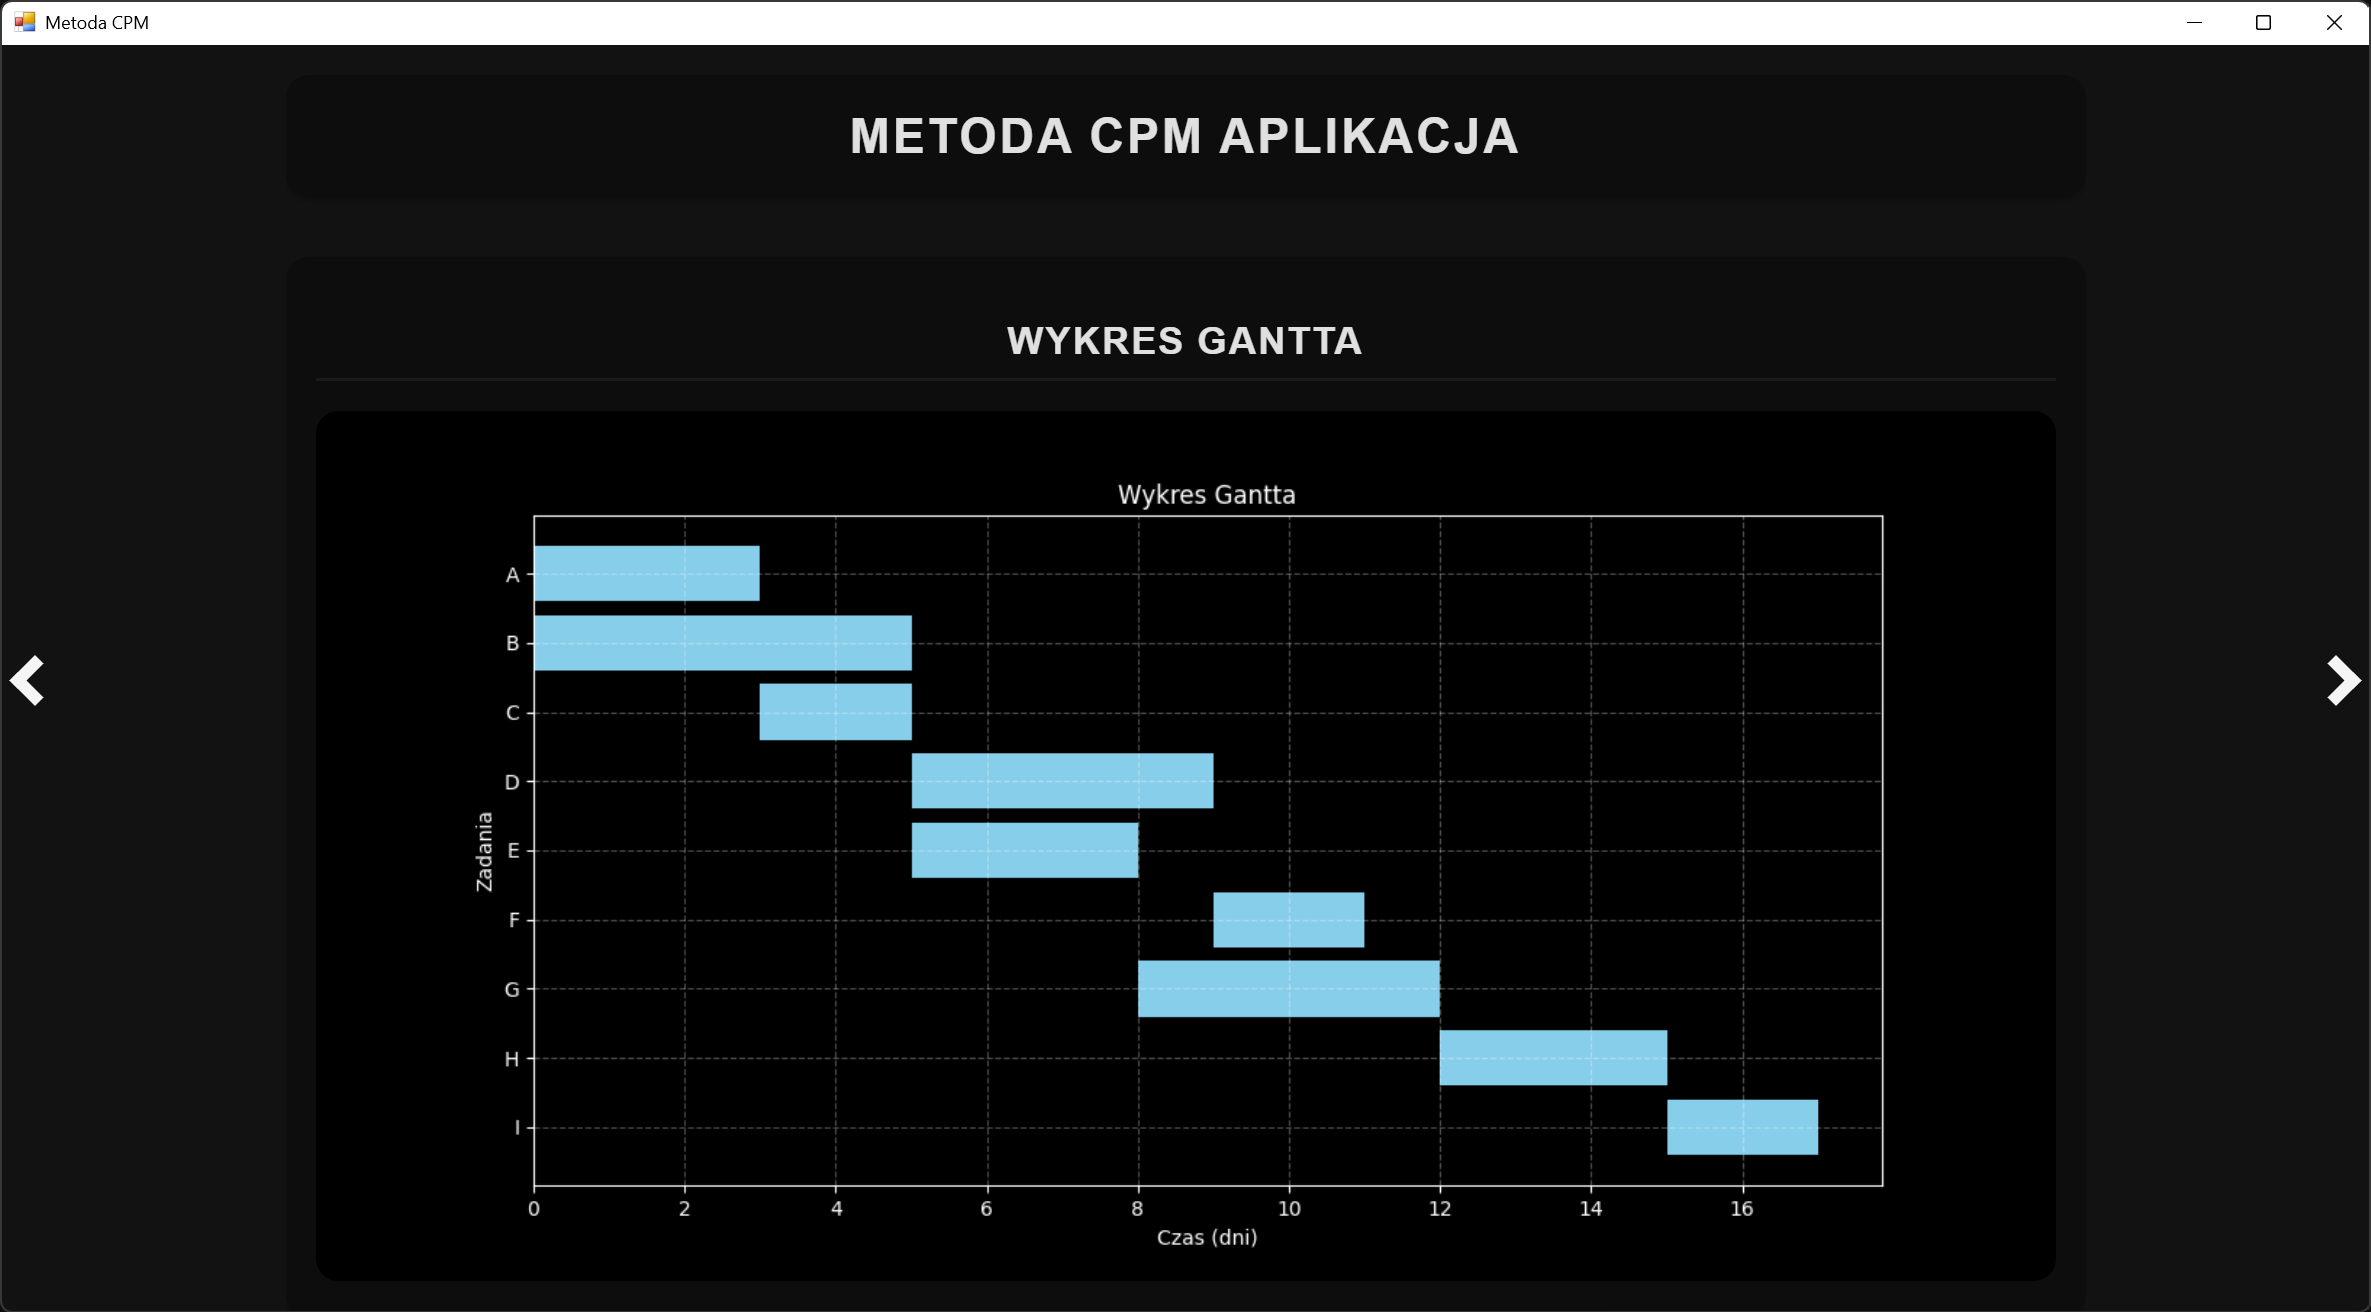 Metoda CPM
METODA CPM APLIKACJA
WYKRES GANTTA
Wykres Gantta
A
B
C
D
E
F
G
H
I
Zadania
0 2 4 6 8 10 12 14 16
Czas (dni)